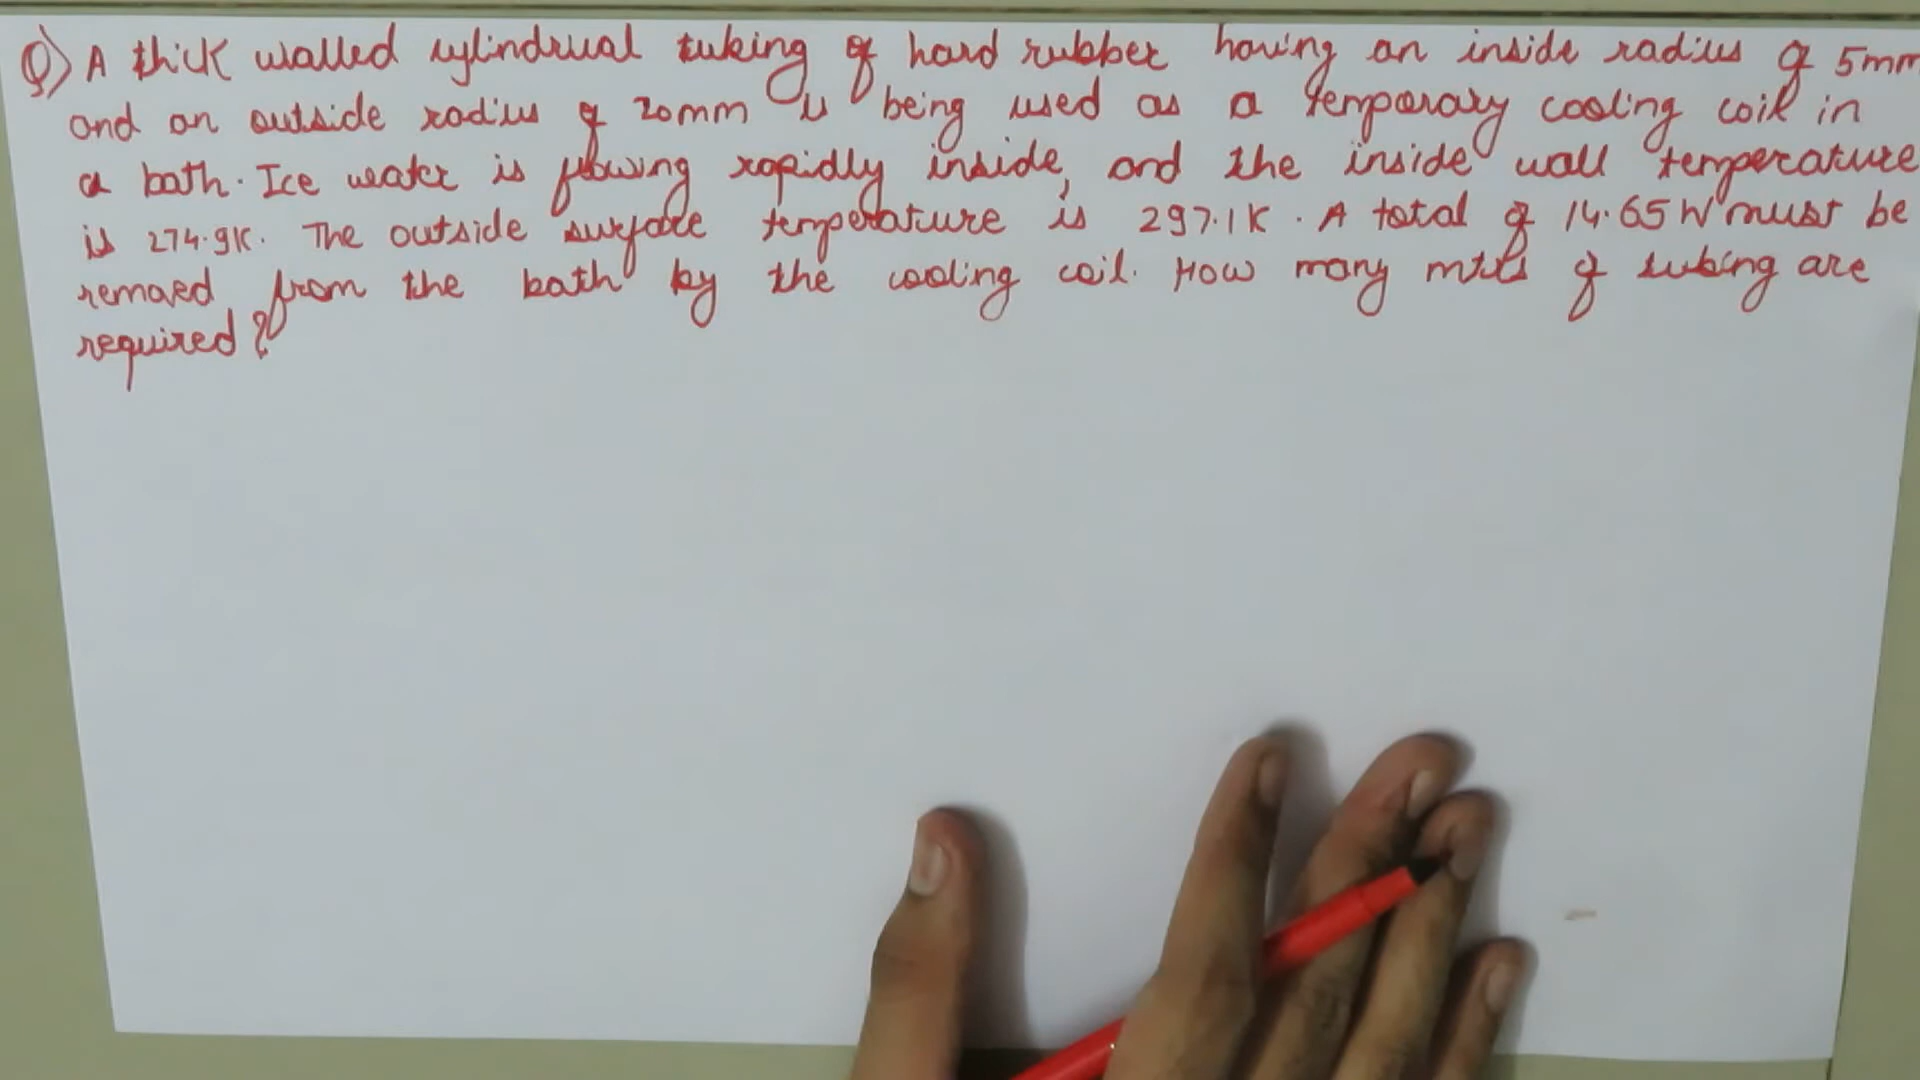 Q) A thick walled cylindrical tubing of hard rubber having an inside radius of 5mm
and an outside radius of 20mm is being used as a temporary cooling coil in
a bath. Ice water is flowing rapidly inside, and the inside wall temperature
is 274.9K. The outside surface temperature is 297.1K. A total of 14.65W must be
removed from the bath by the cooling coil. How many mtrs of tubing are
required?